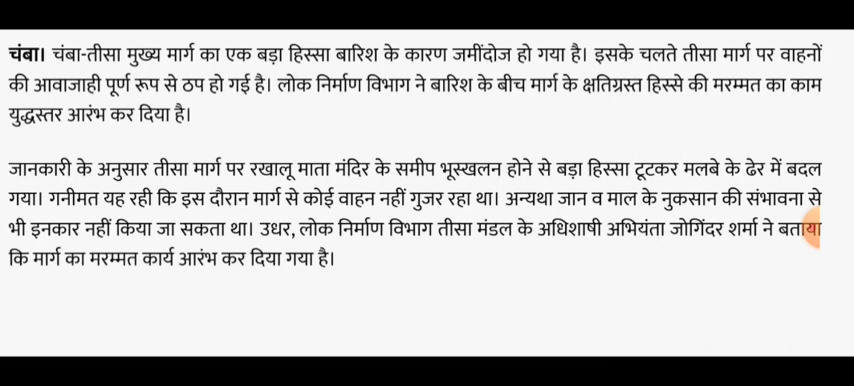 चंबा। चंबा-तीसा मुख्य मार्ग का एक बड़ा हिस्सा बारिश के कारण जमींदोज हो गया है। इसके चलते तीसा मार्ग पर वाहनों
की आवाजाही पूर्ण रूप से ठप हो गई है। लोक निर्माण विभाग ने बारिश के बीच मार्ग के क्षतिग्रस्त हिस्से की मरम्मत का काम
युद्धस्तर आरंभ कर दिया है।
जानकारी के अनुसार तीसा मार्ग पर रखालू माता मंदिर के समीप भूस्खलन होने से बड़ा हिस्सा टूटकर मलबे के ढेर में बदल
गया। गनीमत यह रही कि इस दौरान मार्ग से कोई वाहन नहीं गुजर रहा था। अन्यथा जान व माल के नुकसान की संभावना से
भी इनकार नहीं किया जा सकता था। उधर, लोक निर्माण विभाग तीसा मंडल के अधिशाषी अभियंता जोगिंदर शर्मा ने बताया
कि मार्ग का मरम्मत कार्य आरंभ कर दिया गया है।